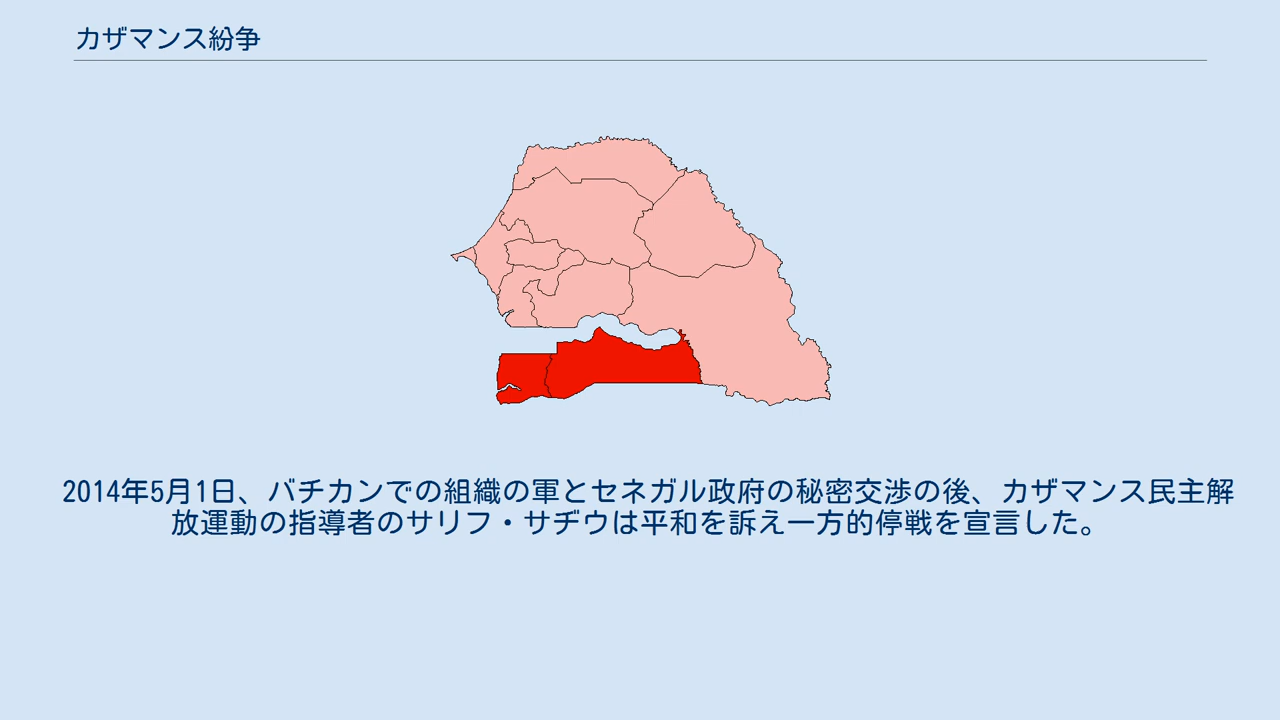 カザマンス紛争
2014年5月1日、バチカンでの組織の軍とセネガル政府の秘密交渉の後、カザマンス民主解
放運動の指導者のサリフ・サヂウは平和を訴え一方的停戦を宣言した。